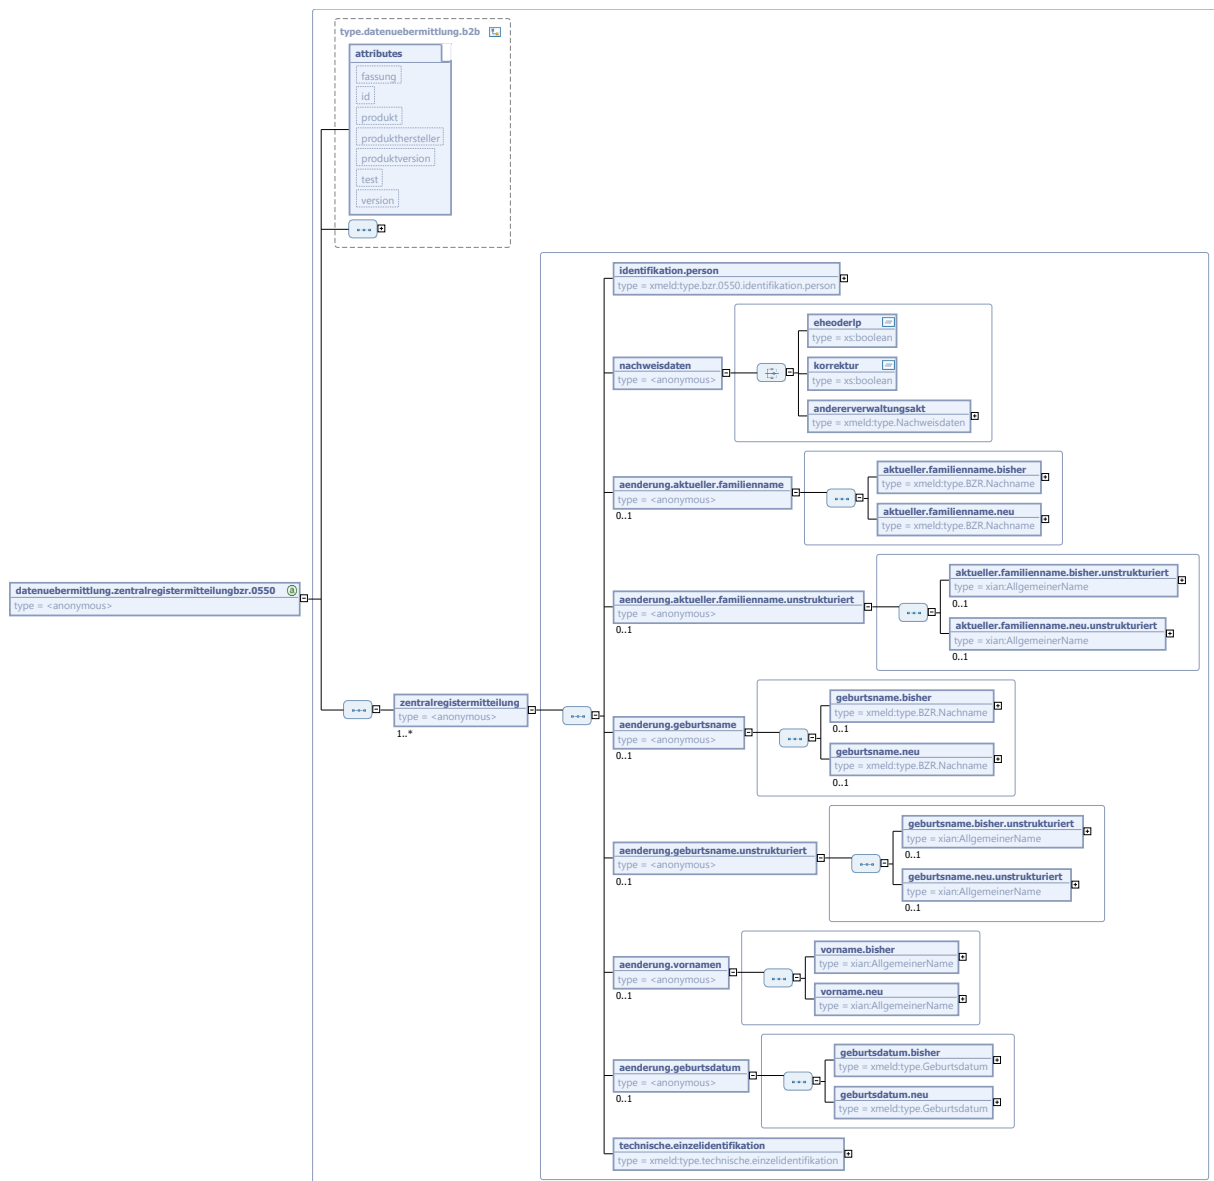 type.datenuebermittlung.b2b
attributes
fassung
id
produkt
produkthersteller
produktversion
test
version
identifikation.person
type = xmeld:type.bzr.0550.identifikation.person
eheoderlp
type = xs:boolean
nachweisdaten
type = <anonymous>
korrektur
type = xs:boolean
andererverwaltungsakt
type = xmeld:type.Nachweisdaten
aenderung.aktueller.familienname
type = <anonymous>
0..1
aktueller.familienname.bisher
type = xmeld:type.BZR.Nachname
aktueller.familienname.neu
type = xmeld:type.BZR.Nachname
datenuebermittlung.zentralregistermitteilungbzr.0550
type = <anonymous>
aenderung.aktueller.familienname.unstrukturiert
type = <anonymous>
0..1
aktueller.familienname.bisher.unstrukturiert
type = xian:AllgemeinerName
0..1
aktueller.familienname.neu.unstrukturiert
type = xian:AllgemeinerName
0..1
zentralregistermitteilung
type = <anonymous>
1..*
aenderung.geburtsname
type = <anonymous>
0..1
geburtsname.bisher
type = xmeld:type.BZR.Nachname
0..1
geburtsname.neu
type = xmeld:type.BZR.Nachname
0..1
aenderung.geburtsname.unstrukturiert
type = <anonymous>
0..1
geburtsname.bisher.unstrukturiert
type = xian:AllgemeinerName
0..1
geburtsname.neu.unstrukturiert
type = xian:AllgemeinerName
0..1
aenderung.vornamen
type = <anonymous>
0..1
vorname.bisher
type = xian:AllgemeinerName
vorname.neu
type = xian:AllgemeinerName
aenderung.geburtsdatum
type = <anonymous>
0..1
geburtsdatum.bisher
type = xmeld:type.Geburtsdatum
geburtsdatum.neu
type = xmeld:type.Geburtsdatum
technische.einzelidentifikation
type = xmeld:type.technische.einzelidentifikation